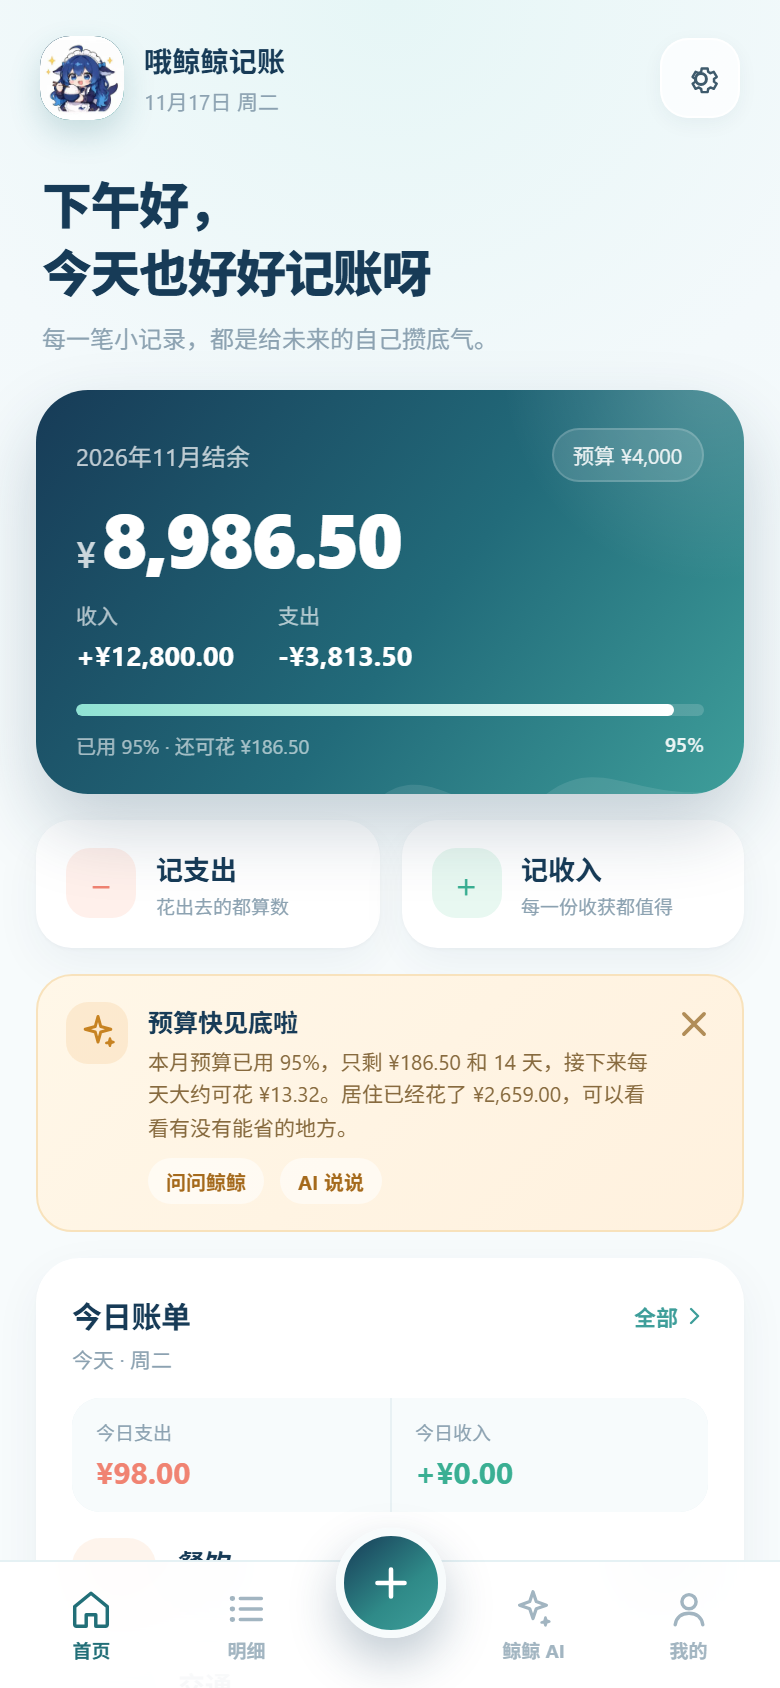 哦鲸鲸记账
11月17日 周二
下午好，
今天也好好记账呀
每一笔小记录，都是给未来的自己攒底气。
2026年11月结余
预算 ¥4,000
¥8,986.50
收入
支出
+¥12,800.00
-¥3,813.50
已用 95% · 还可花 ¥186.50
95%
记支出
花出去的都算数
记收入
每一份收获都值得
预算快见底啦
本月预算已用 95%，只剩 ¥186.50 和 14 天，接下来每
天大约可花 ¥13.32。居住已经花了 ¥2,659.00，可以看
看有没有能省的地方。
问问鲸鲸
AI 说说
今日账单
全部
今天 · 周二
今日支出
今日收入
¥98.00
+¥0.00
餐饮
首页
明细
鲸鲸 AI
我的
交通